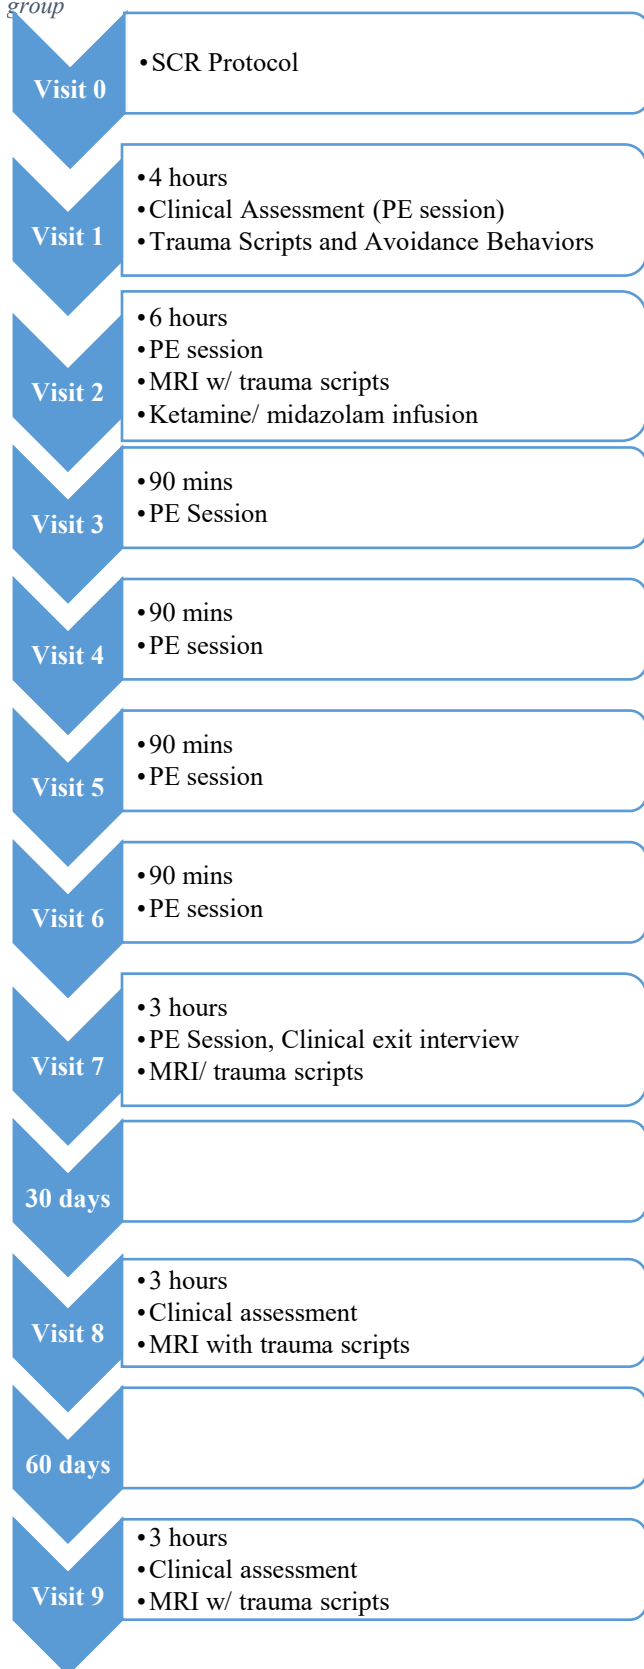 group
Visit 0
•SCR Protocol
Visit 1
•4 hours
•Clinical Assessment (PE session)
•Trauma Scripts and Avoidance Behaviors
Visit 2
•6 hours
•PE session
•MRI w/ trauma scripts
•Ketamine/ midazolam infusion
Visit 3
•90 mins
•PE Session
Visit 4
•90 mins
•PE session
Visit 5
•90 mins
•PE session
Visit 6
•90 mins
•PE session
Visit 7
•3 hours
•PE Session, Clinical exit interview
•MRI/ trauma scripts
30 days
Visit 8
•3 hours
•Clinical assessment
•MRI with trauma scripts
60 days
Visit 9
•3 hours
•Clinical assessment
•MRI w/ trauma scripts